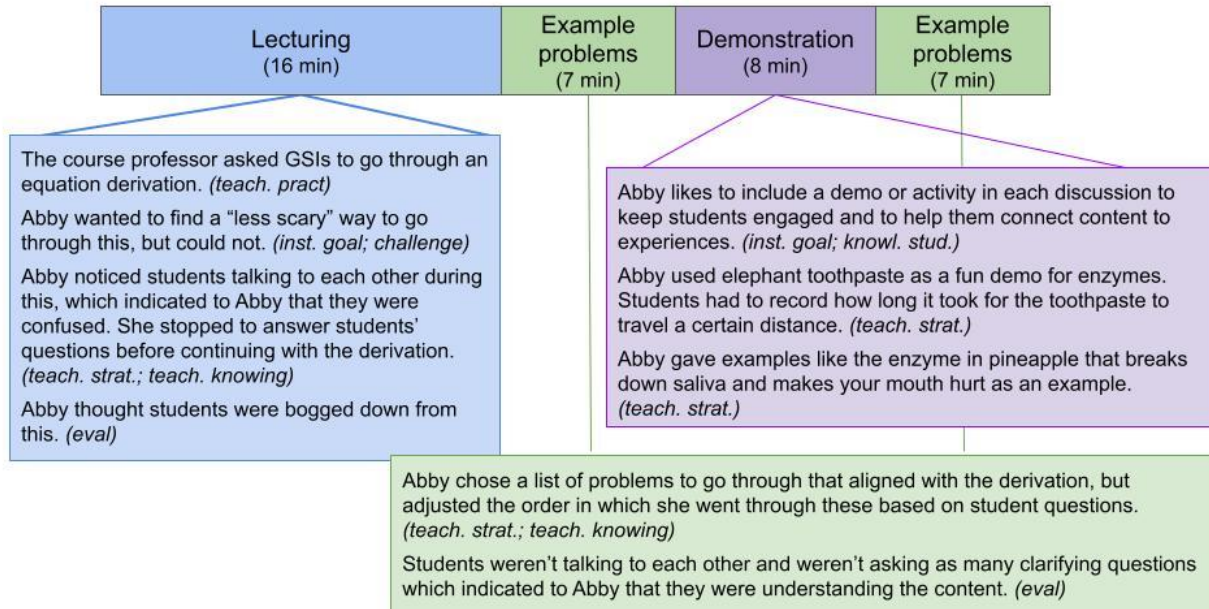 Lecturing
(16 min)
Example
problems
(7 min)
Demonstration
(8 min)
Example
problems
(7 min)
The course professor asked GSIs to go through an
equation derivation. (teach. pract)
Abby wanted to find a “less scary” way to go
through this, but could not. (inst. goal; challenge)
Abby noticed students talking to each other during
this, which indicated to Abby that they were
confused. She stopped to answer students’
questions before continuing with the derivation.
(teach. strat.; teach. knowing)
Abby thought students were bogged down from
this. (eval)
Abby likes to include a demo or activity in each discussion to
keep students engaged and to help them connect content to
experiences. (inst. goal; knowl. stud.)
Abby used elephant toothpaste as a fun demo for enzymes.
Students had to record how long it took for the toothpaste to
travel a certain distance. (teach. strat.)
Abby gave examples like the enzyme in pineapple that breaks
down saliva and makes your mouth hurt as an example.
(teach. strat.)
Abby chose a list of problems to go through that aligned with the derivation, but
adjusted the order in which she went through these based on student questions.
(teach. strat.; teach. knowing)
Students weren’t talking to each other and weren’t asking as many clarifying questions
which indicated to Abby that they were understanding the content. (eval)